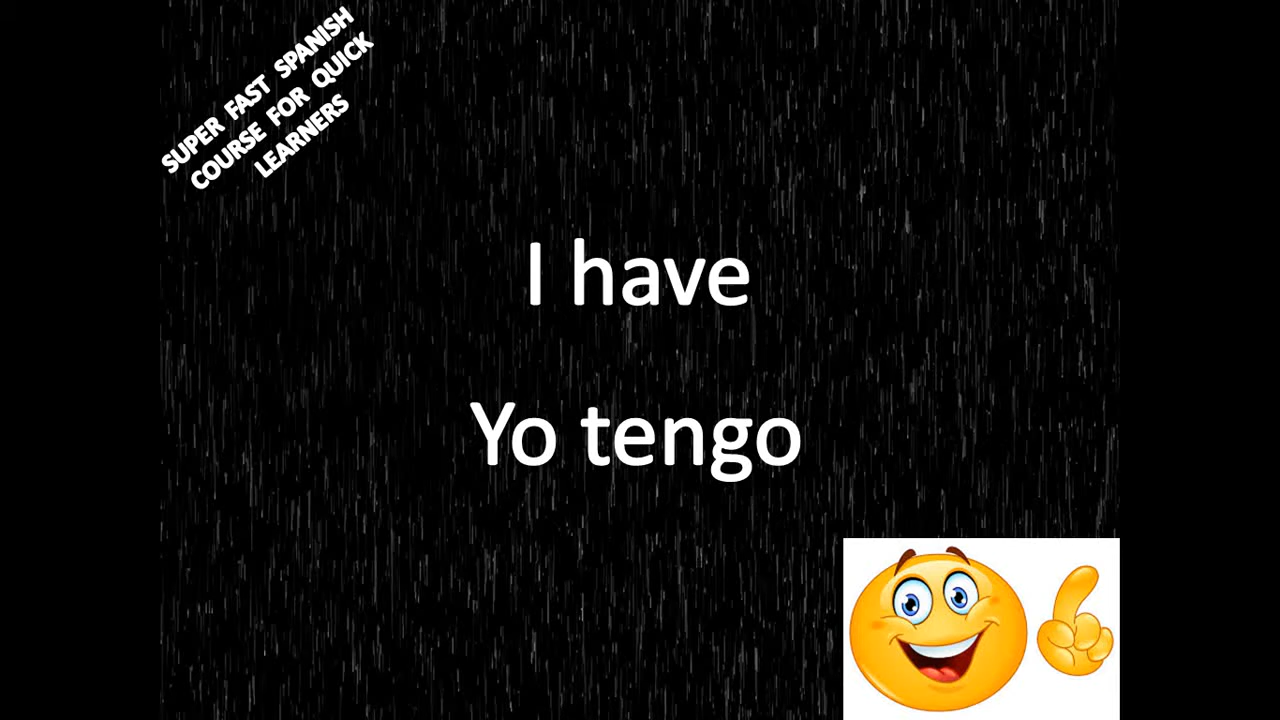 SUPER FAST SPANISH
COURSE FOR QUICK
LEARNERS
I have
Yo tengo